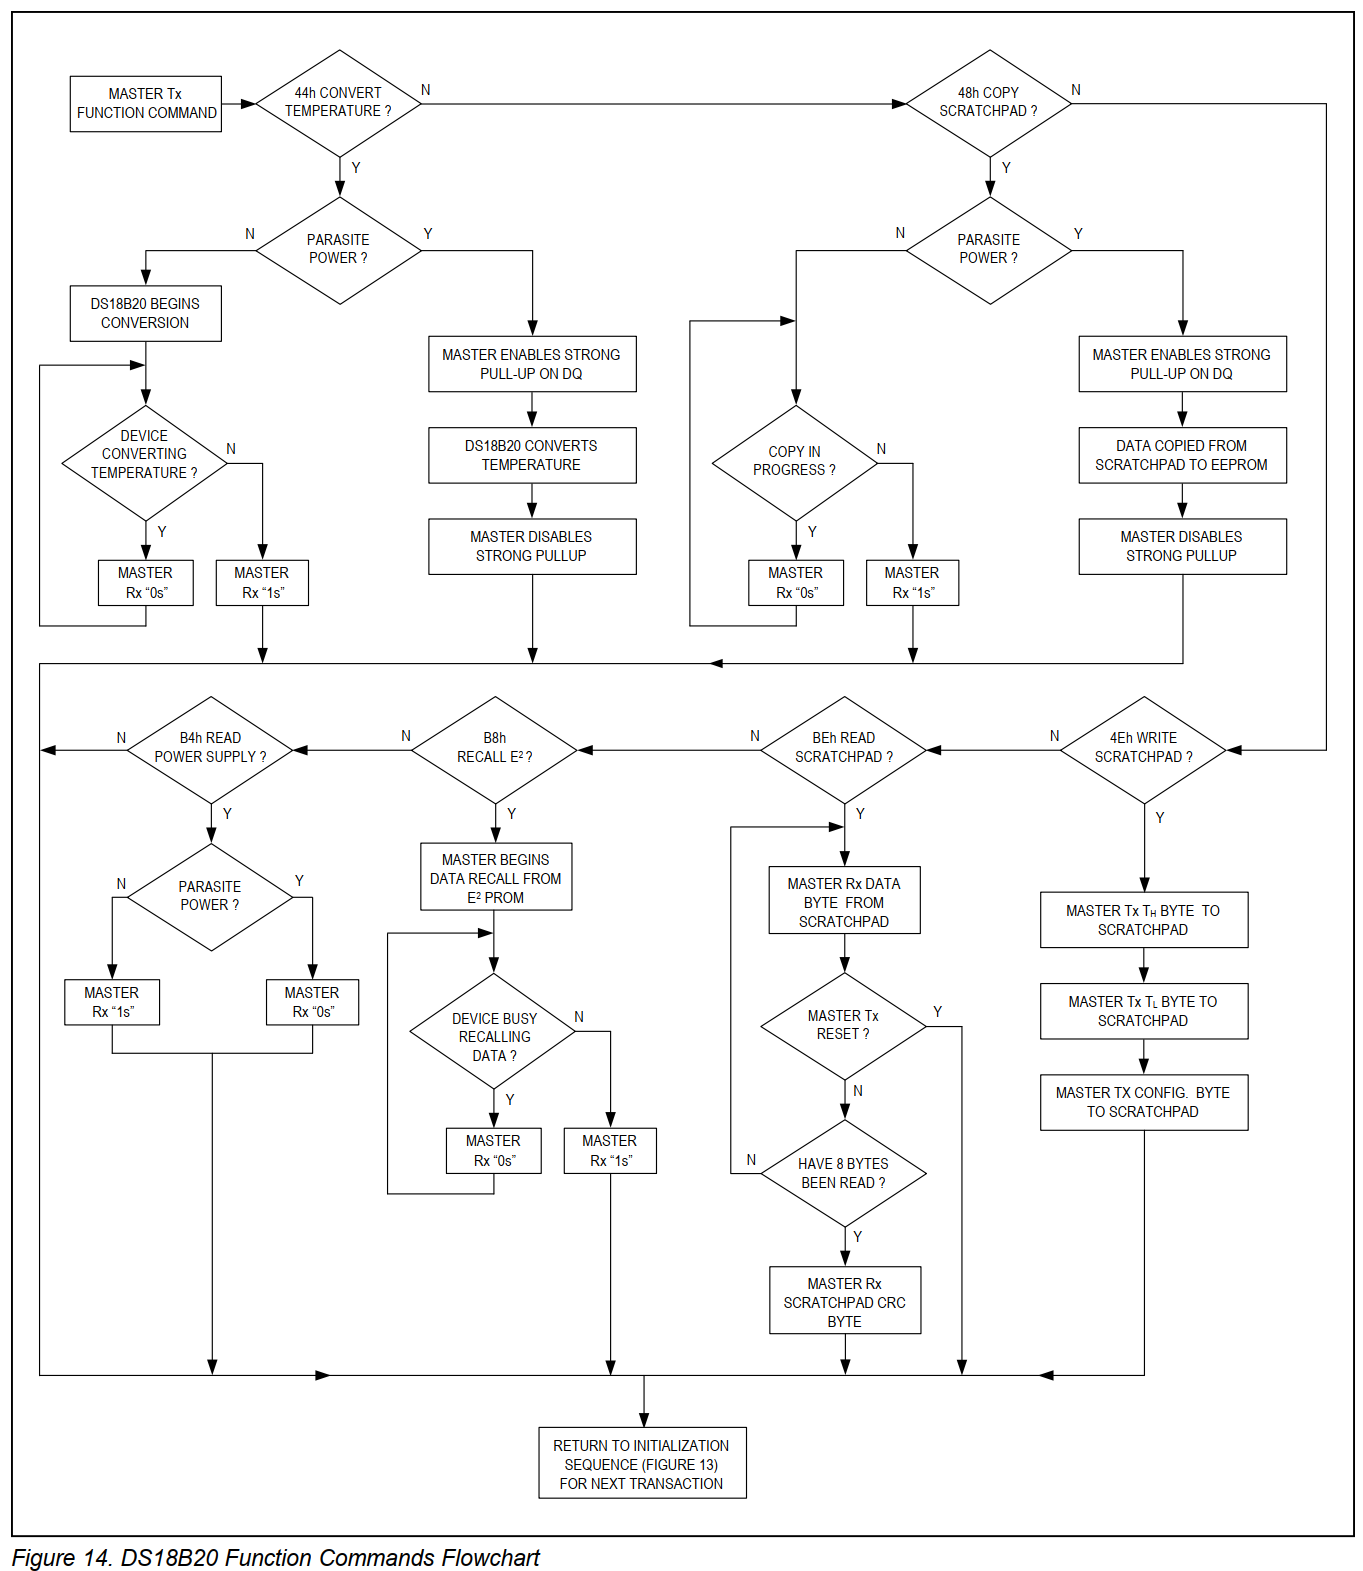 MASTER Tx
FUNCTION COMMAND
44h CONVERT
TEMPERATURE ?
N
Y
48h COPY
SCRATCHPAD ?
N
Y
PARASITE
POWER ?
N
Y
DS18B20 BEGINS
CONVERSION
DEVICE
CONVERTING
TEMPERATURE ?
N
Y
MASTER
Rx “0s”
MASTER
Rx “1s”
MASTER ENABLES STRONG
PULL-UP ON DQ
DS18B20 CONVERTS
TEMPERATURE
MASTER DISABLES
STRONG PULLUP
PARASITE
POWER ?
N
Y
COPY IN
PROGRESS ?
N
Y
MASTER
Rx “0s”
MASTER
Rx “1s”
MASTER ENABLES STRONG
PULL-UP ON DQ
DATA COPIED FROM
SCRATCHPAD TO EEPROM
MASTER DISABLES
STRONG PULLUP
B4h READ
POWER SUPPLY ?
N
Y
PARASITE
POWER ?
N
Y
MASTER
Rx “1s”
MASTER
Rx “0s”
B8h
RECALL E² ?
N
Y
MASTER BEGINS
DATA RECALL FROM
E² PROM
DEVICE BUSY
RECALLING
DATA ?
N
Y
MASTER
Rx “0s”
MASTER
Rx “1s”
BEh READ
SCRATCHPAD ?
N
Y
MASTER Rx DATA
BYTE FROM
SCRATCHPAD
MASTER Tx
RESET ?
Y
N
HAVE 8 BYTES
BEEN READ ?
N
Y
MASTER Rx
SCRATCHPAD CRC
BYTE
4Eh WRITE
SCRATCHPAD ?
N
Y
MASTER Tx TH BYTE TO
SCRATCHPAD
MASTER Tx TL BYTE TO
SCRATCHPAD
MASTER TX CONFIG. BYTE
TO SCRATCHPAD
RETURN TO INITIALIZATION
SEQUENCE (FIGURE 13)
FOR NEXT TRANSACTION
Figure 14. DS18B20 Function Commands Flowchart